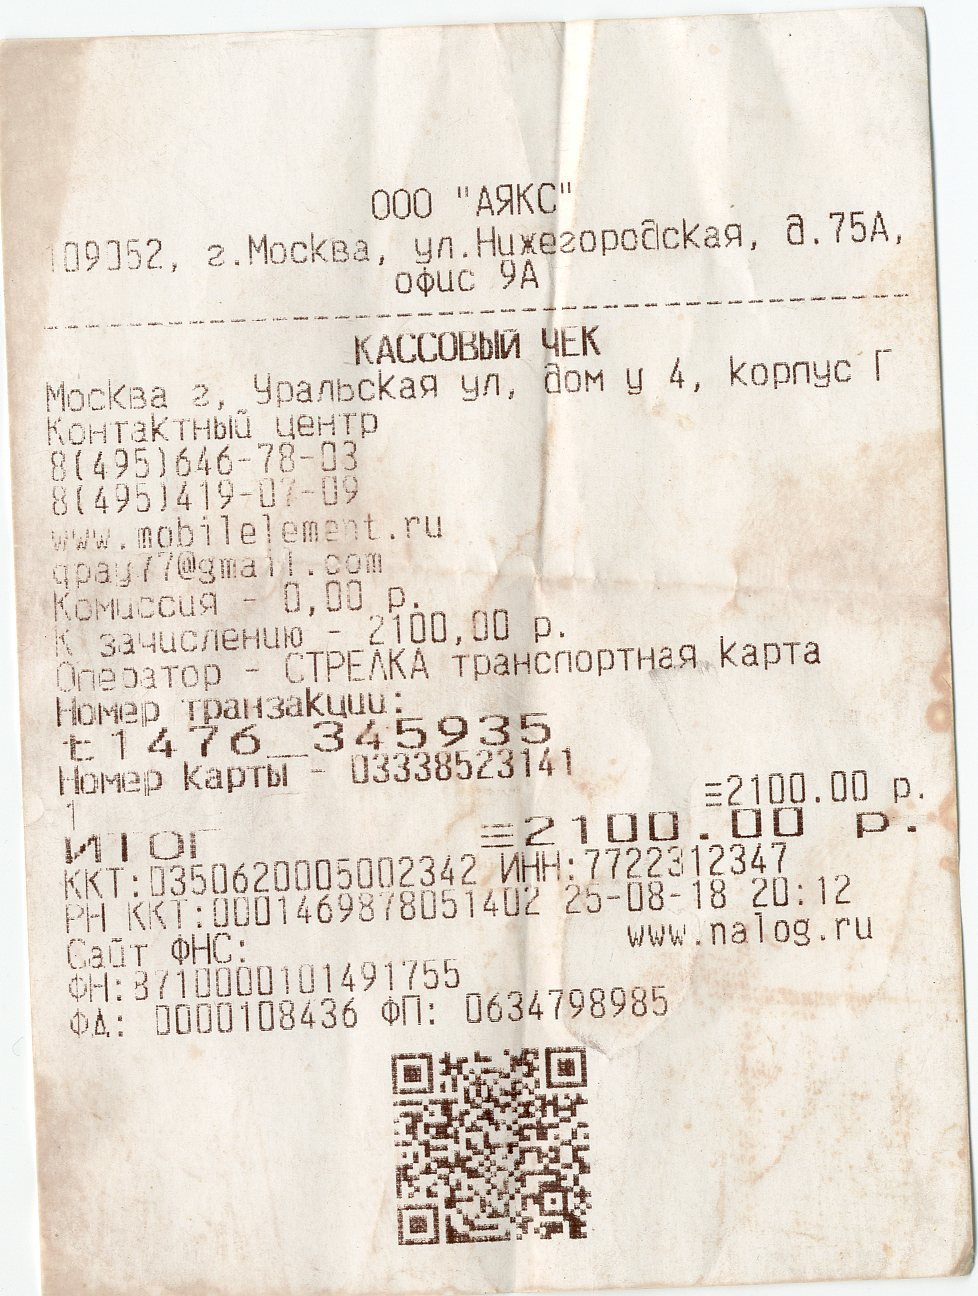 ООО "АЯКС"
109052, г.Москва, ул.Нижегородская, д.75А,
офис 9А
КАССОВЫЙ ЧЕК
Москва г, Уральская ул, дом у 4, корпус Г
Контактный центр
8(495)646-78-03
8(495)419-07-09
www.mobilelement.ru
qpay77@gmail.com
Комиссия - 0,00 р.
К зачислению - 2100,00 р.
Оператор - СТРЕЛКА транспортная карта
Номер транзакции:
t1476_345935
Номер карты - 03338523141
1 ≡2100.00 р.
ИТОГ ≡2100.00 р.
ККТ:0350620005002342 ИНН:7722312347
РН ККТ:0001469878051402 25-08-18 20:12
Сайт ФНС: www.nalog.ru
ФН:8710000101491755
ФД: 0000108436 ФП: 0634798985